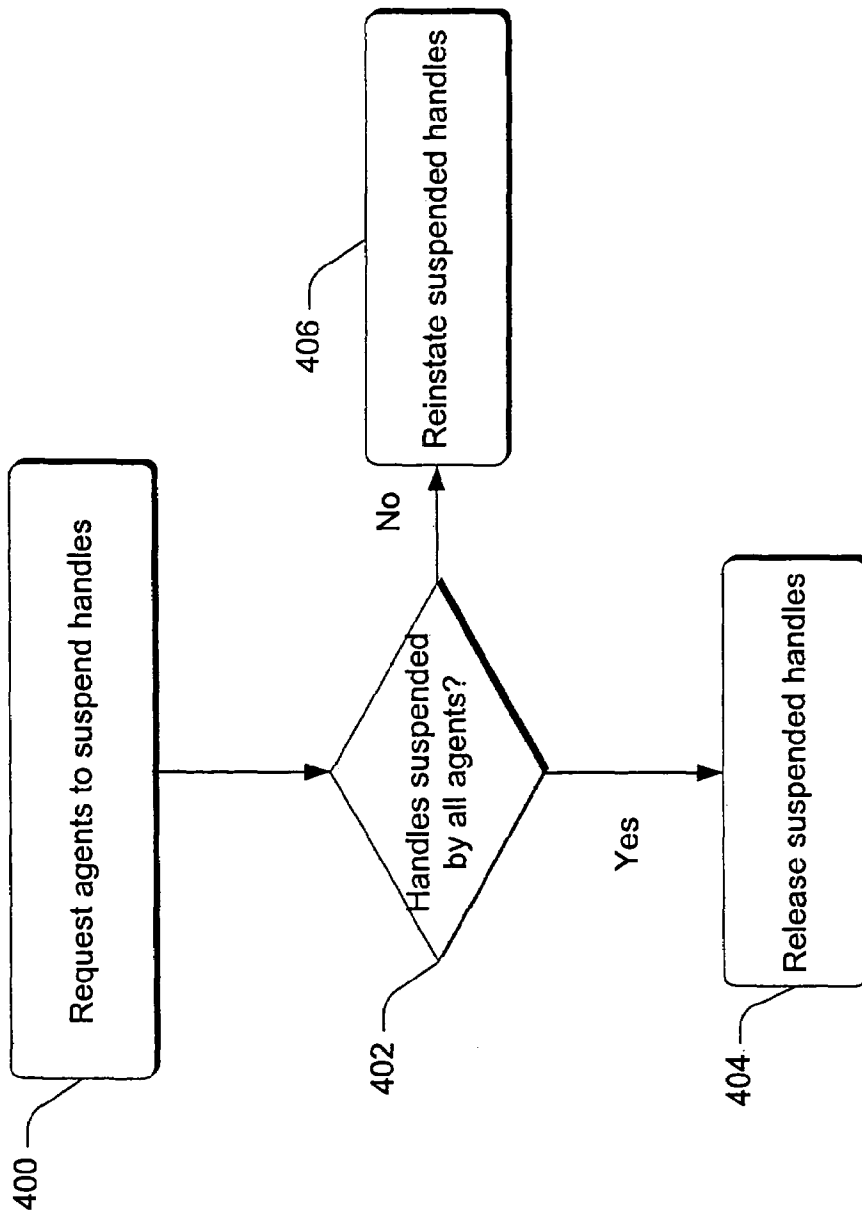 400
Request agents to suspend handles
402
Handles suspended
by all agents?
No
406
Reinstate suspended handles
Yes
404
Release suspended handles